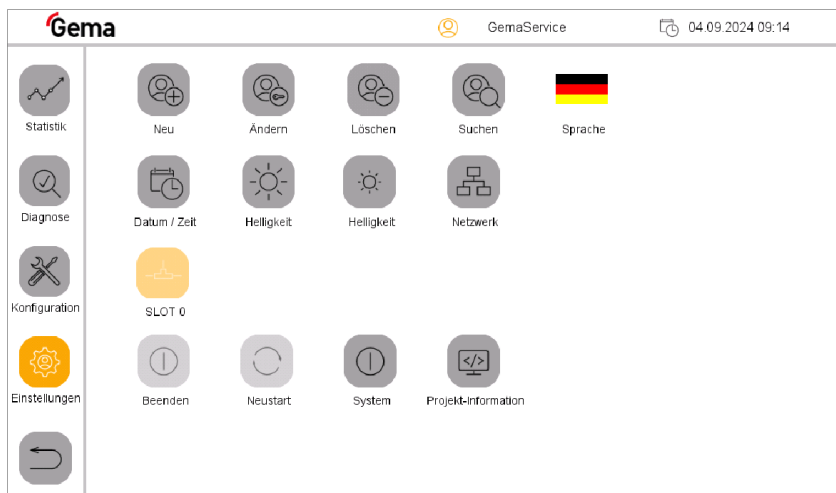 Gema
GemaService
04.09.2024 09:14
Statistik
Neu
Ändern
Löschen
Suchen
Sprache
Diagnose
Datum / Zeit
Helligkeit
Helligkeit
Netzwerk
Konfiguration
SLOT 0
Einstellungen
Beenden
Neustart
System
Projekt-Information